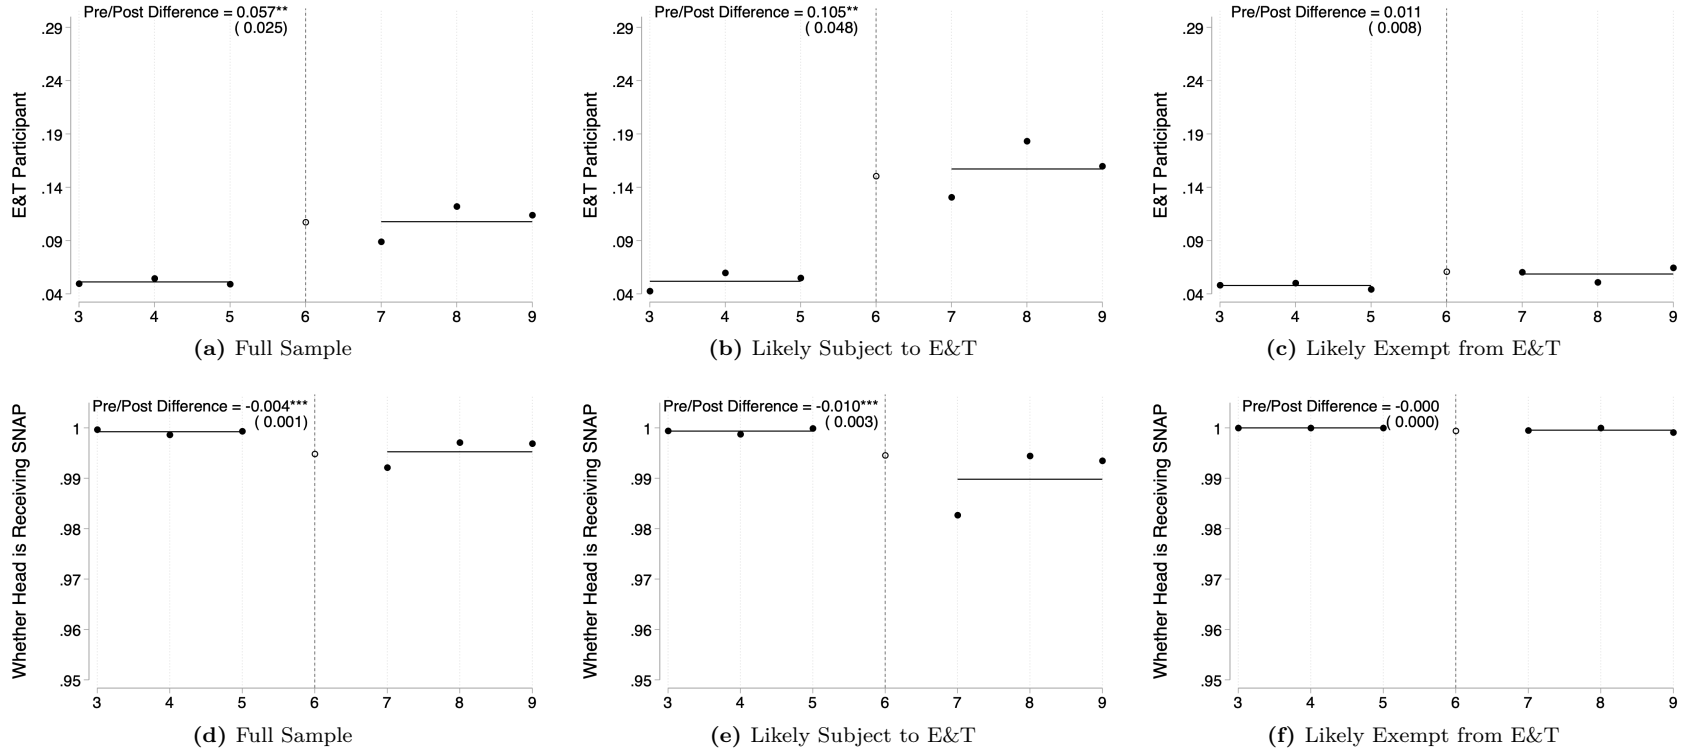 Pre/Post Difference = 0.057**
( 0.025)
E&T Participant
.29
.24
.19
.14
.09
.04
3 4 5 6 7 8 9
(a) Full Sample
Pre/Post Difference = 0.105**
( 0.048)
E&T Participant
.29
.24
.19
.14
.09
.04
3 4 5 6 7 8 9
(b) Likely Subject to E&T
Pre/Post Difference = 0.011
( 0.008)
E&T Participant
.29
.24
.19
.14
.09
.04
3 4 5 6 7 8 9
(c) Likely Exempt from E&T
Pre/Post Difference = -0.004***
( 0.001)
Whether Head is Receiving SNAP
1
.99
.98
.97
.96
.95
3 4 5 6 7 8 9
(d) Full Sample
Pre/Post Difference = -0.010***
( 0.003)
Whether Head is Receiving SNAP
1
.99
.98
.97
.96
.95
3 4 5 6 7 8 9
(e) Likely Subject to E&T
Pre/Post Difference = -0.000
( 0.000)
Whether Head is Receiving SNAP
1
.99
.98
.97
.96
.95
3 4 5 6 7 8 9
(f) Likely Exempt from E&T